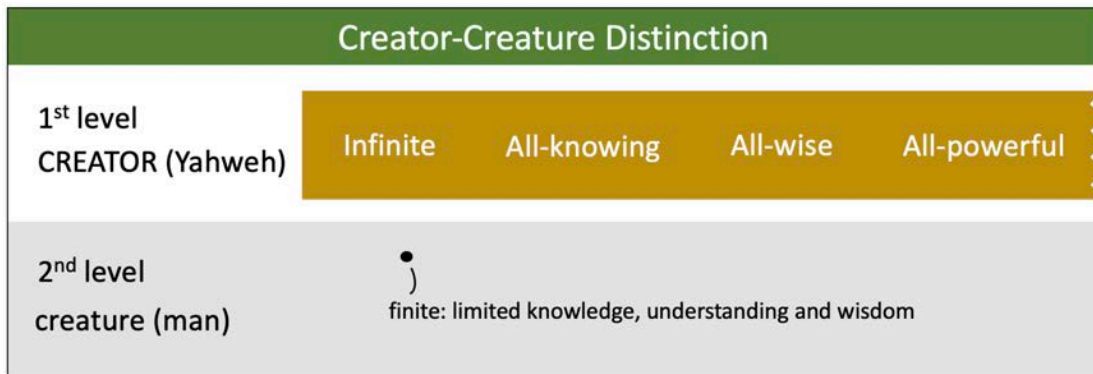 Creator-Creature Distinction
1st level
CREATOR (Yahweh)
Infinite All-knowing All-wise All-powerful
2nd level
creature (man)
finite: limited knowledge, understanding and wisdom